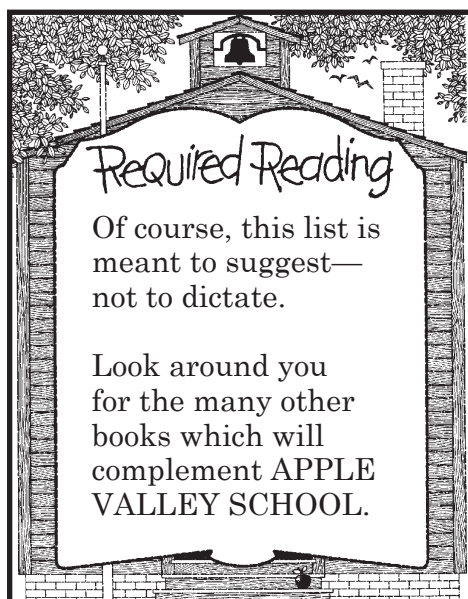 Required Reading
Of course, this list is
meant to suggest—
not to dictate.
Look around you
for the many other
books which will
complement APPLE
VALLEY SCHOOL.